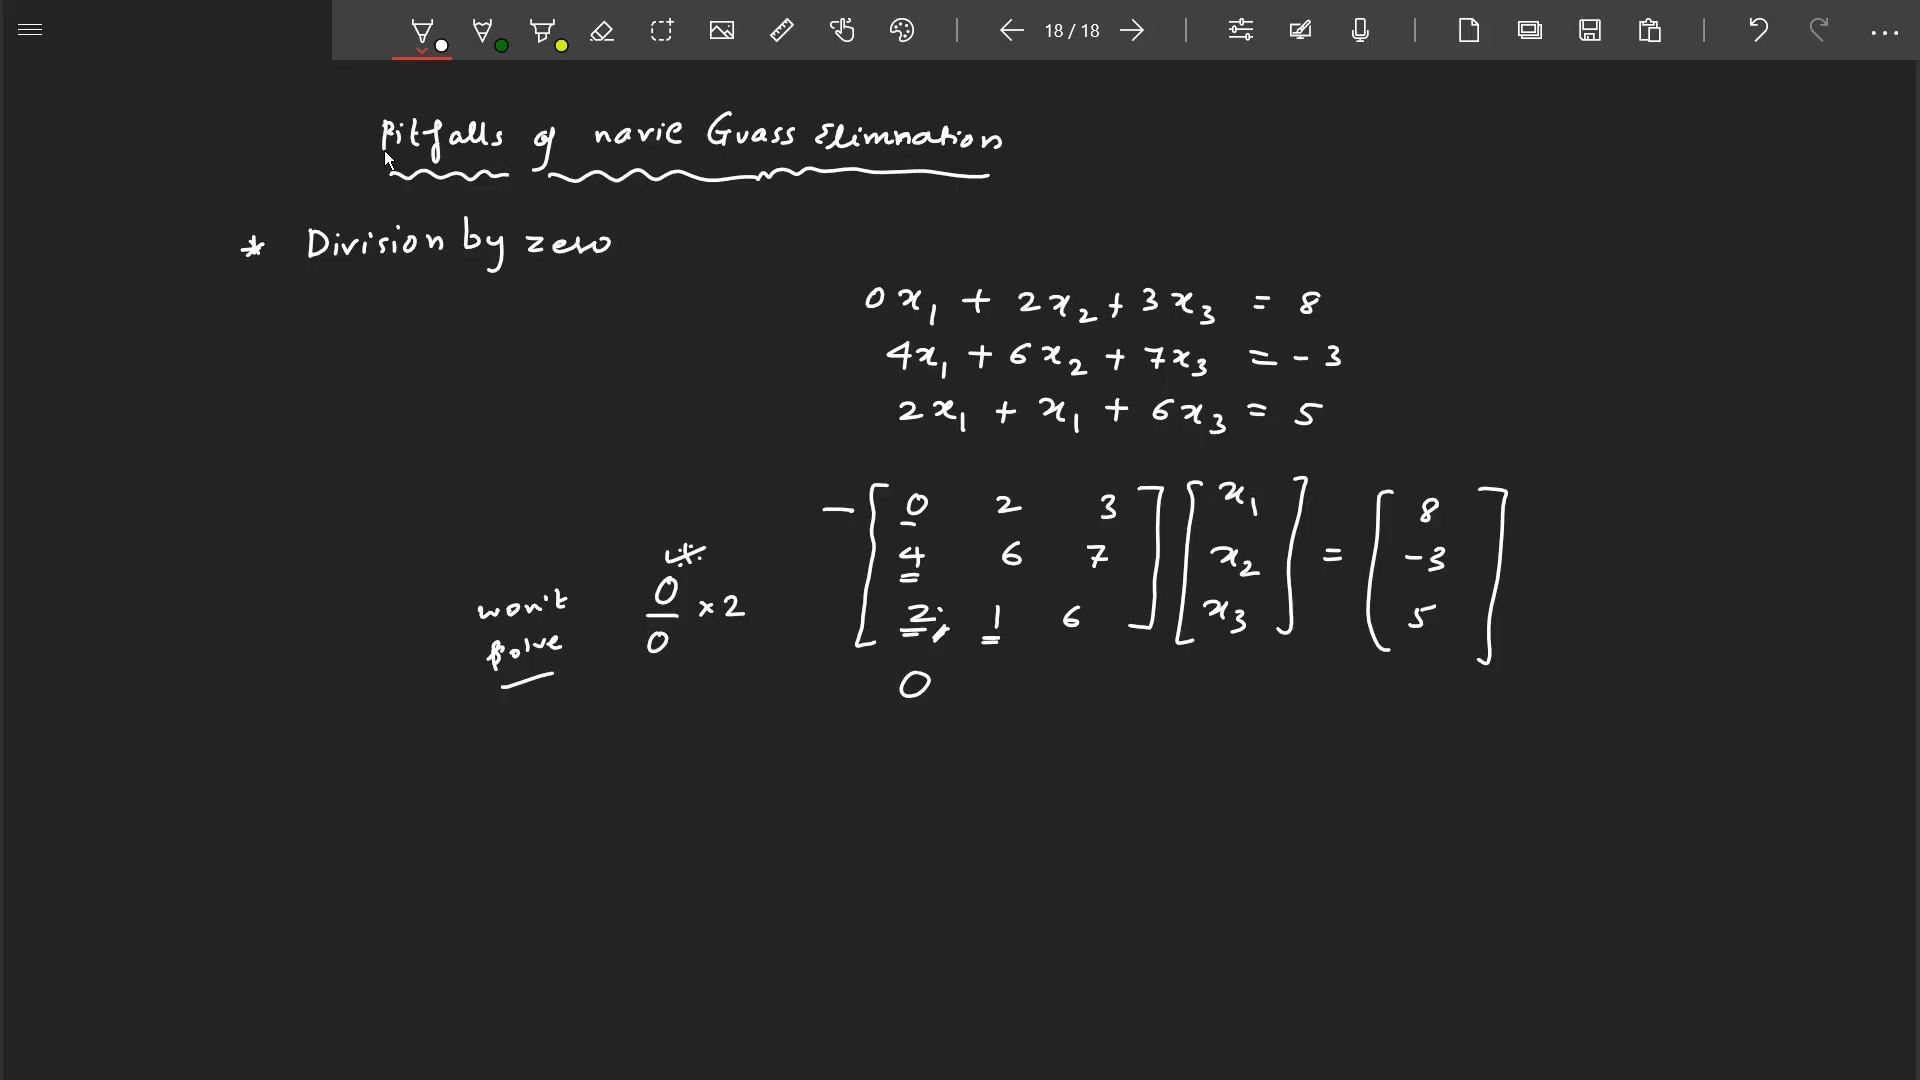 18 / 18
Pitfalls of navie Guass Elimnation
* Division by zero
0x₁ + 2x₂ + 3x₃ = 8
4x₁ + 6x₂ + 7x₃ = - 3
2x₁ + x₁ + 6x₃ = 5
- [ 0 2 3 ] [ x₁ ] = [ 8 ]
[ 4 6 7 ] [ x₂ ] [ -3 ]
[ 2; 1 6 ] [ x₃ ] [ 5 ]
0
0/0 × 2
won't
solve